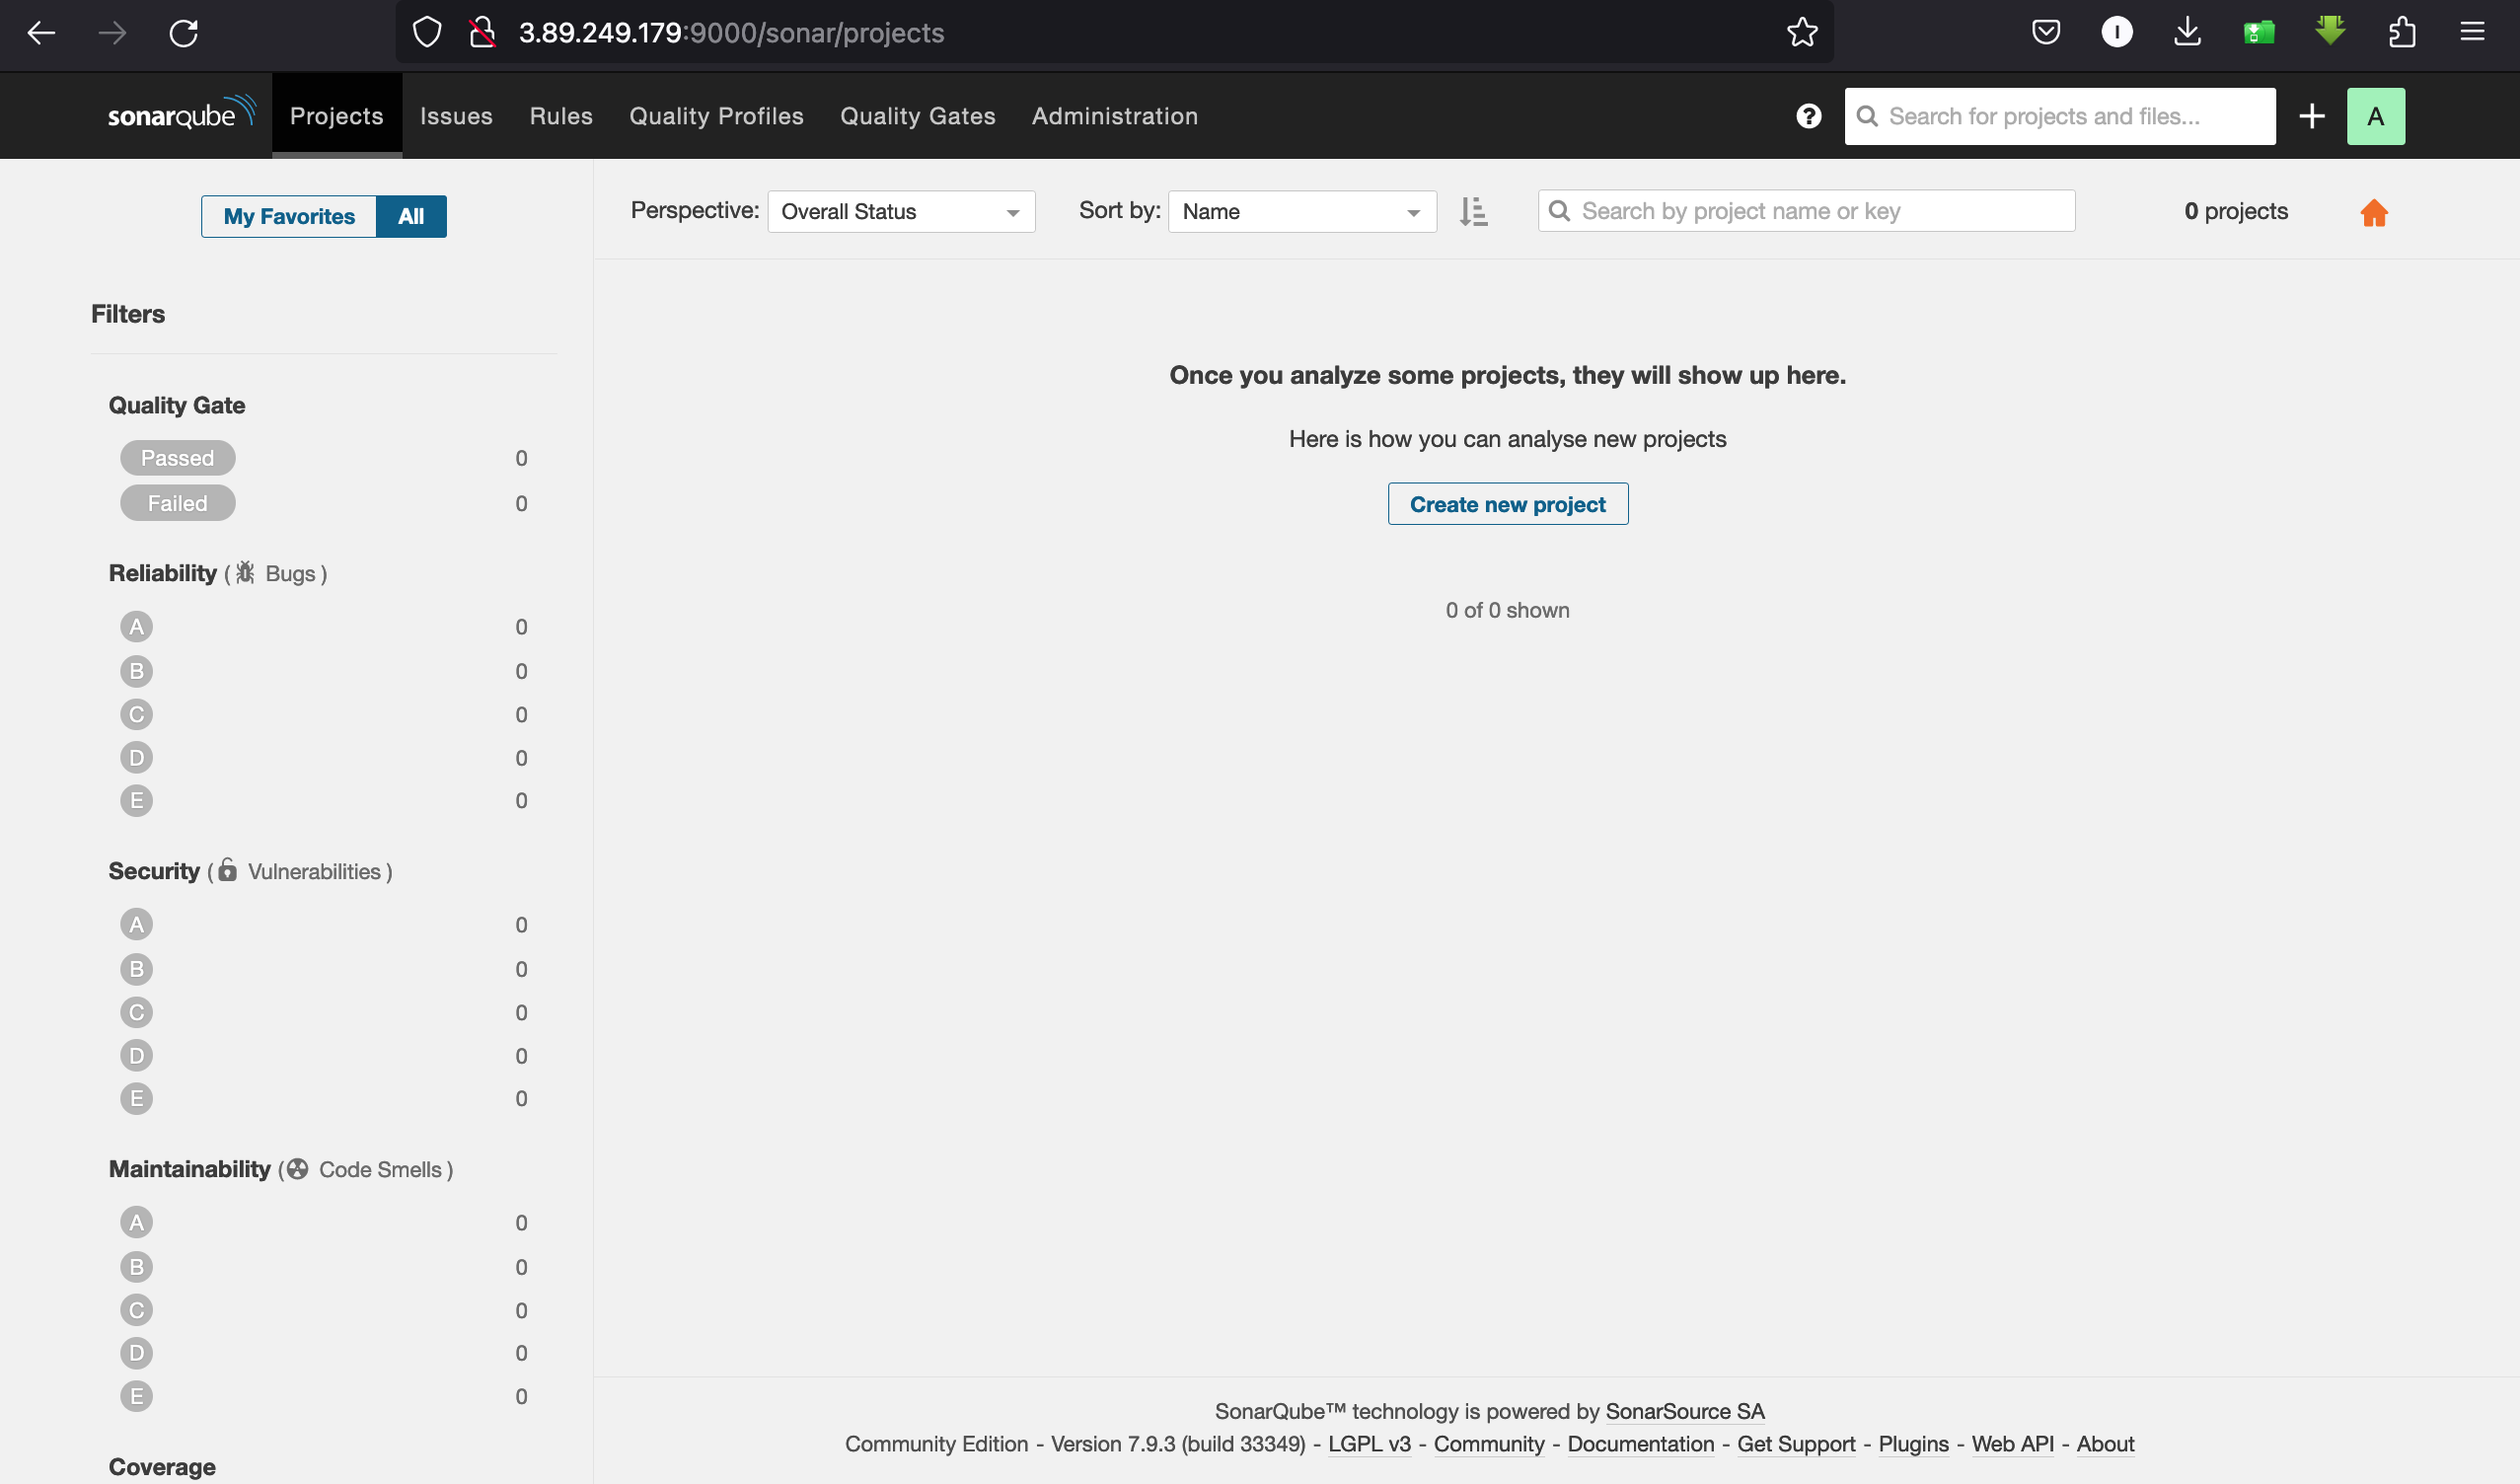 3.89.249.179:9000/sonar/projects
sonarqube Projects Issues Rules Quality Profiles Quality Gates Administration ? Search for projects and files... + A
My Favorites All
Perspective: Overall Status Sort by: Name Search by project name or key 0 projects
Filters
Once you analyze some projects, they will show up here.
Here is how you can analyse new projects
Create new project
0 of 0 shown
Quality Gate
Passed 0
Failed 0
Reliability ( Bugs )
A 0
B 0
C 0
D 0
E 0
Security ( Vulnerabilities )
A 0
B 0
C 0
D 0
E 0
Maintainability ( Code Smells )
A 0
B 0
C 0
D 0
E 0
Coverage
SonarQube™ technology is powered by SonarSource SA
Community Edition - Version 7.9.3 (build 33349) - LGPL v3 - Community - Documentation - Get Support - Plugins - Web API - About